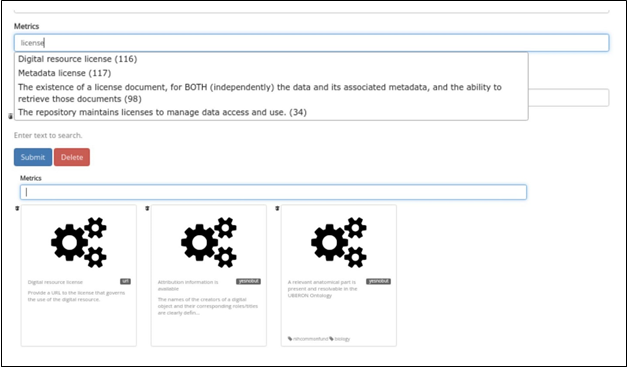 Metrics
license
Digital resource license (116)
Metadata license (117)
The existence of a license document, for BOTH (independently) the data and its associated metadata, and the ability to
retrieve those documents (98)
The repository maintains licenses to manage data access and use. (34)
Enter text to search.
Submit Delete
Metrics
Digital resource license url
Provide a URL to the license that governs
the use of the digital resource.
Attribution information is yesnobut
available
The names of the creators of a digital
object and their corresponding roles/titles
are clearly defin...
A relevant anatomical part is yesnobut
present and resolvable in the
UBERON Ontology
nihcommonfund biology